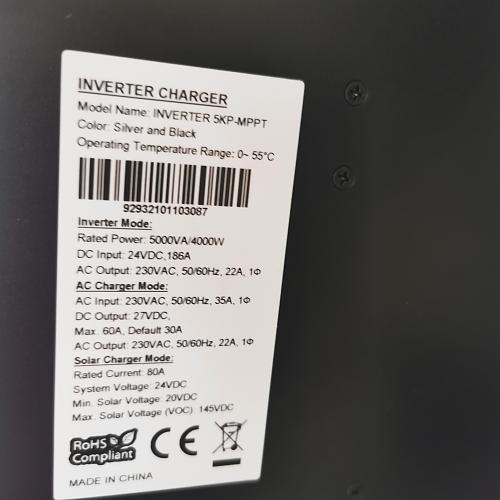 INVERTER CHARGER
Model Name: INVERTER 5KP-MPPT
Color: Silver and Black
Operating Temperature Range: 0~ 55°C
92932101103087
Inverter Mode:
Rated Power: 5000VA/4000W
DC Input: 24VDC,186A
AC Output: 230VAC, 50/60Hz, 22A, 1Φ
AC Charger Mode:
AC Input: 230VAC, 50/60Hz, 35A, 1Φ
DC Output: 27VDC,
Max. 60A, Default 30A
AC Output: 230VAC, 50/60Hz, 22A, 1Φ
Solar Charger Mode:
Rated Current: 80A
System Voltage: 24VDC
Min. Solar Voltage: 20VDC
Max. Solar Voltage (VOC): 145VDC
RoHS
Compliant
CE
MADE IN CHINA